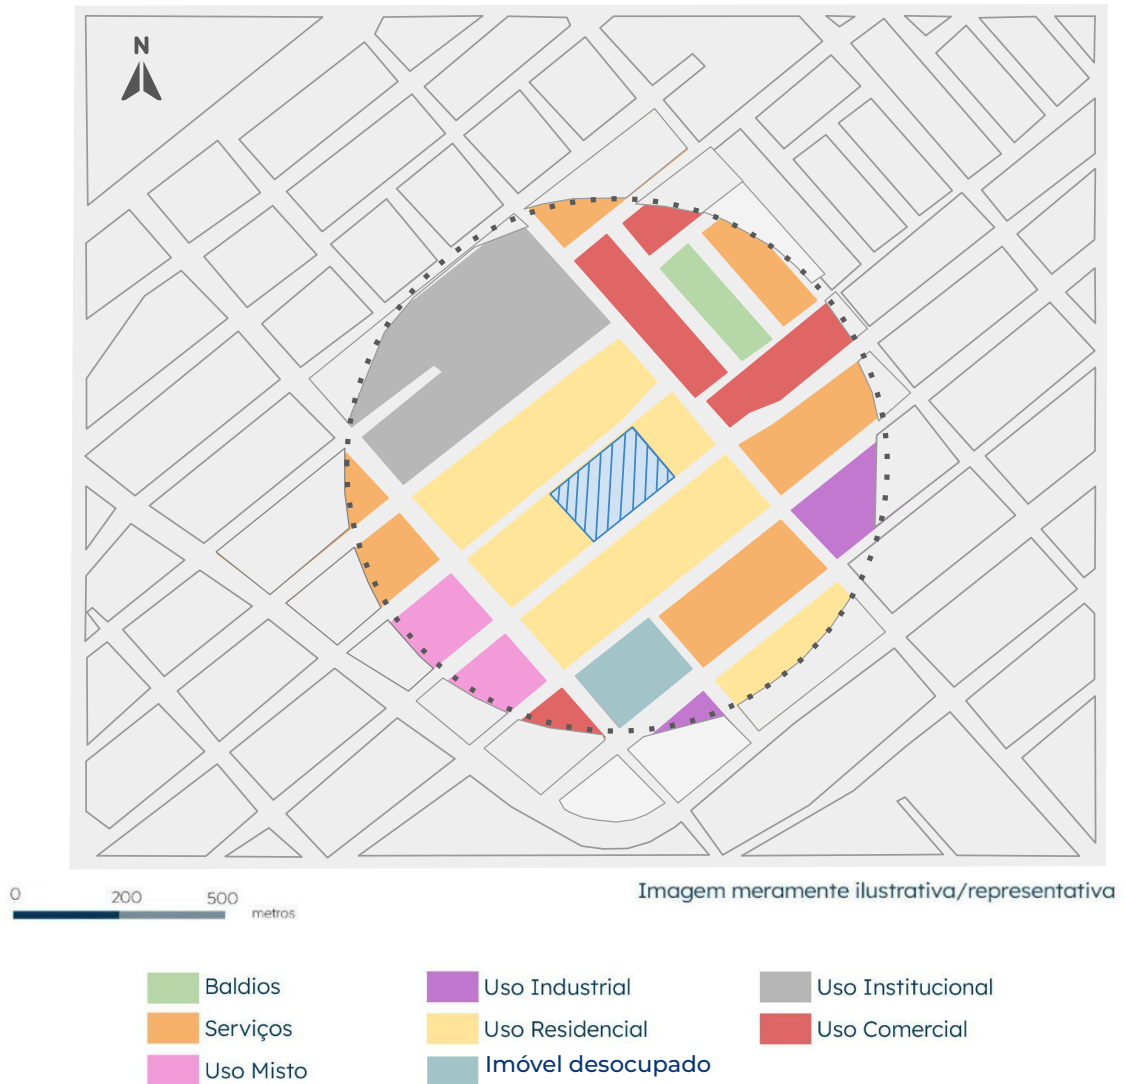 N
0 200 500
metros
Imagem meramente ilustrativa/representativa
Baldios
Uso Industrial
Uso Institucional
Serviços
Uso Residencial
Uso Comercial
Uso Misto
Imóvel desocupado